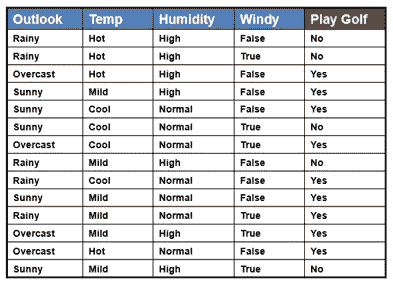 Outlook Temp Humidity Windy Play Golf
Rainy Hot High False No
Rainy Hot High True No
Overcast Hot High False Yes
Sunny Mild High False Yes
Sunny Cool Normal False Yes
Sunny Cool Normal True No
Overcast Cool Normal True Yes
Rainy Mild High False No
Rainy Cool Normal False Yes
Sunny Mild Normal False Yes
Rainy Mild Normal True Yes
Overcast Mild High True Yes
Overcast Hot Normal False Yes
Sunny Mild High True No